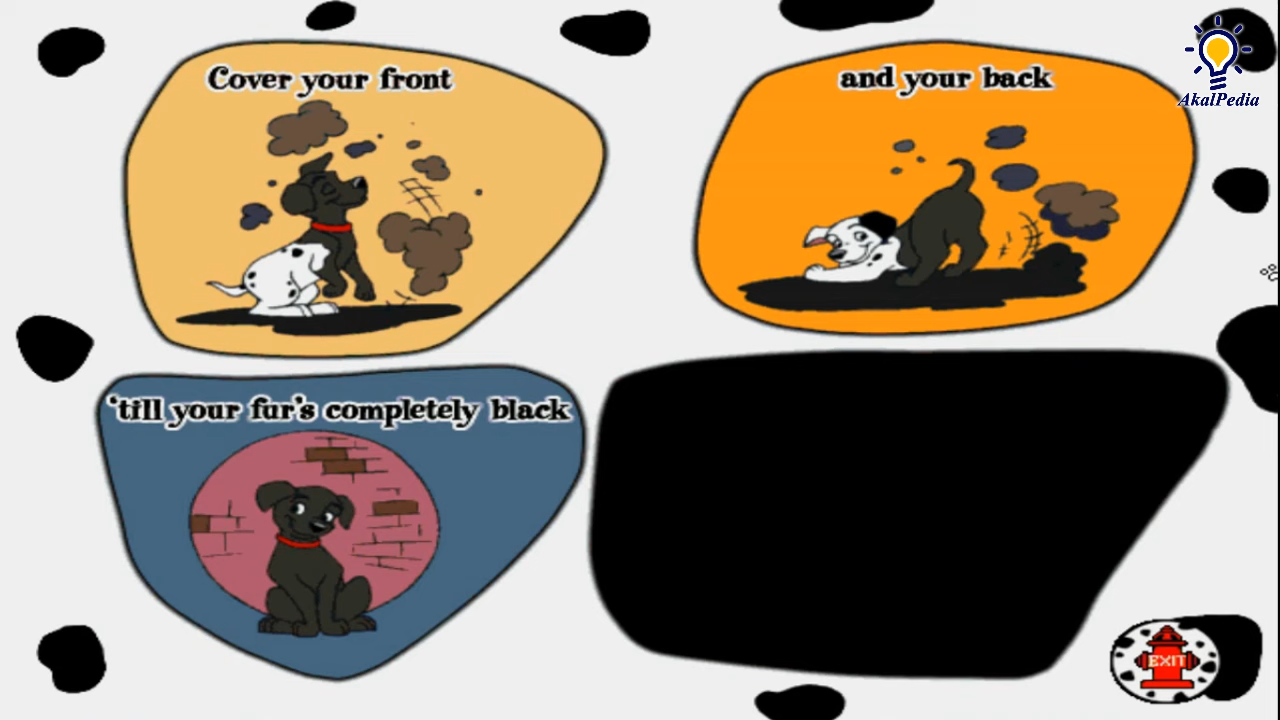 Cover your front
and your back
AkalPedia
'till your fur's completely black
EXIT